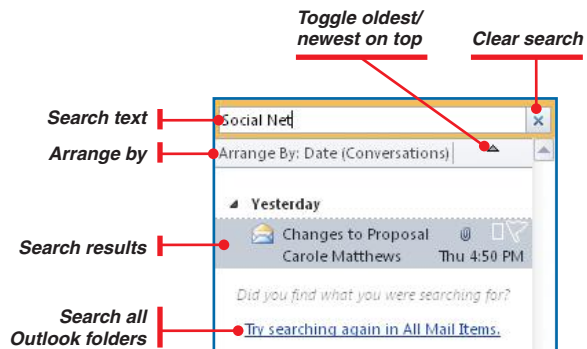 Toggle oldest/
newest on top
Clear search
Search text
Social Net
Arrange by
Arrange By: Date (Conversations)
Yesterday
Search results
Changes to Proposal
Carole Matthews Thu 4:50 PM
Did you find what you were searching for?
Search all
Outlook folders
Try searching again in All Mail Items.